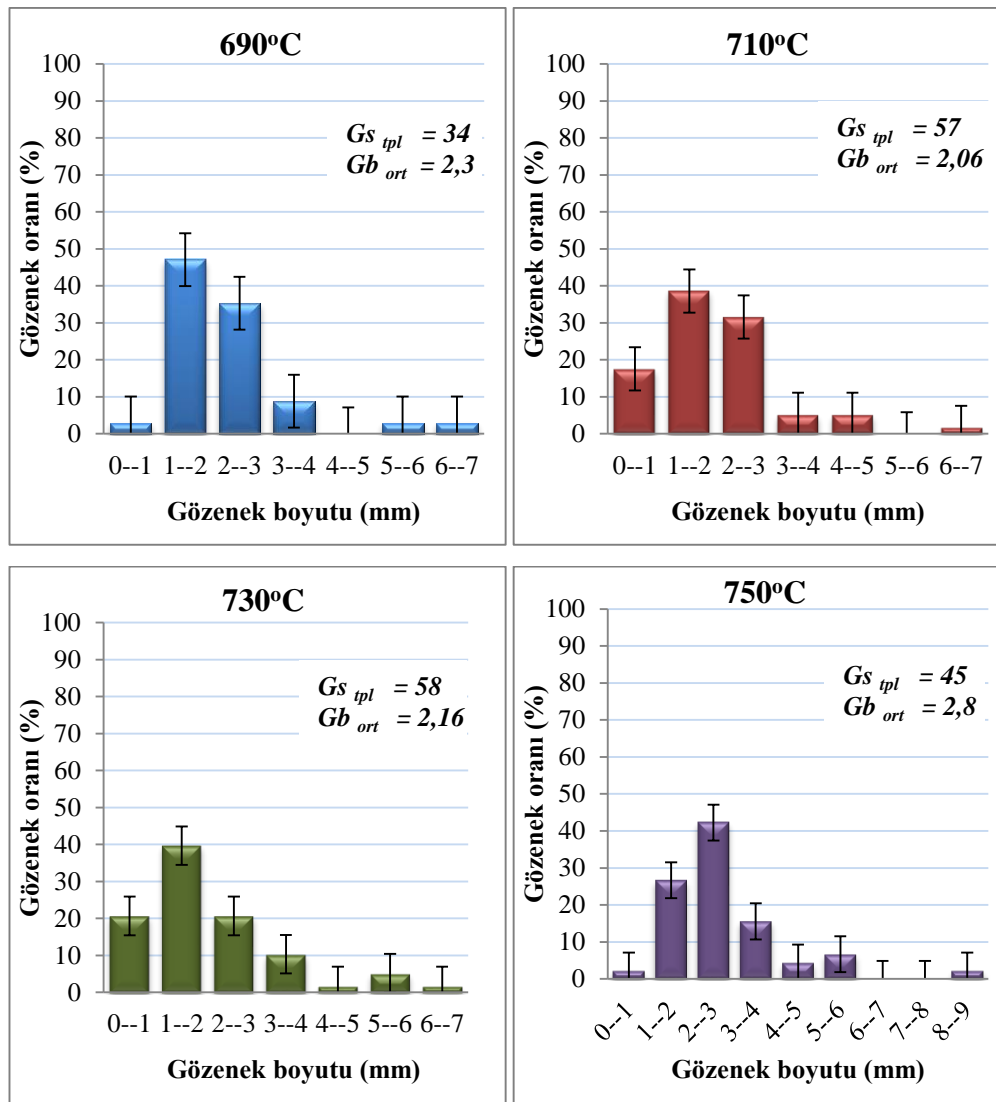 690°C
Gözenek oranı (%)
100
90
80
70
60
50
40
30
20
10
0
Gs tpl = 34
Gb ort = 2,3
0--1 1--2 2--3 3--4 4--5 5--6 6--7
Gözenek boyutu (mm)
710°C
Gözenek oranı (%)
100
90
80
70
60
50
40
30
20
10
0
Gs tpl = 57
Gb ort = 2,06
0--1 1--2 2--3 3--4 4--5 5--6 6--7
Gözenek boyutu (mm)
730°C
Gözenek oranı (%)
100
90
80
70
60
50
40
30
20
10
0
Gs tpl = 58
Gb ort = 2,16
0--1 1--2 2--3 3--4 4--5 5--6 6--7
Gözenek boyutu (mm)
750°C
Gözenek oranı (%)
100
90
80
70
60
50
40
30
20
10
0
Gs tpl = 45
Gb ort = 2,8
0--1 1--2 2--3 3--4 4--5 5--6 6--7 7--8 8--9
Gözenek boyutu (mm)